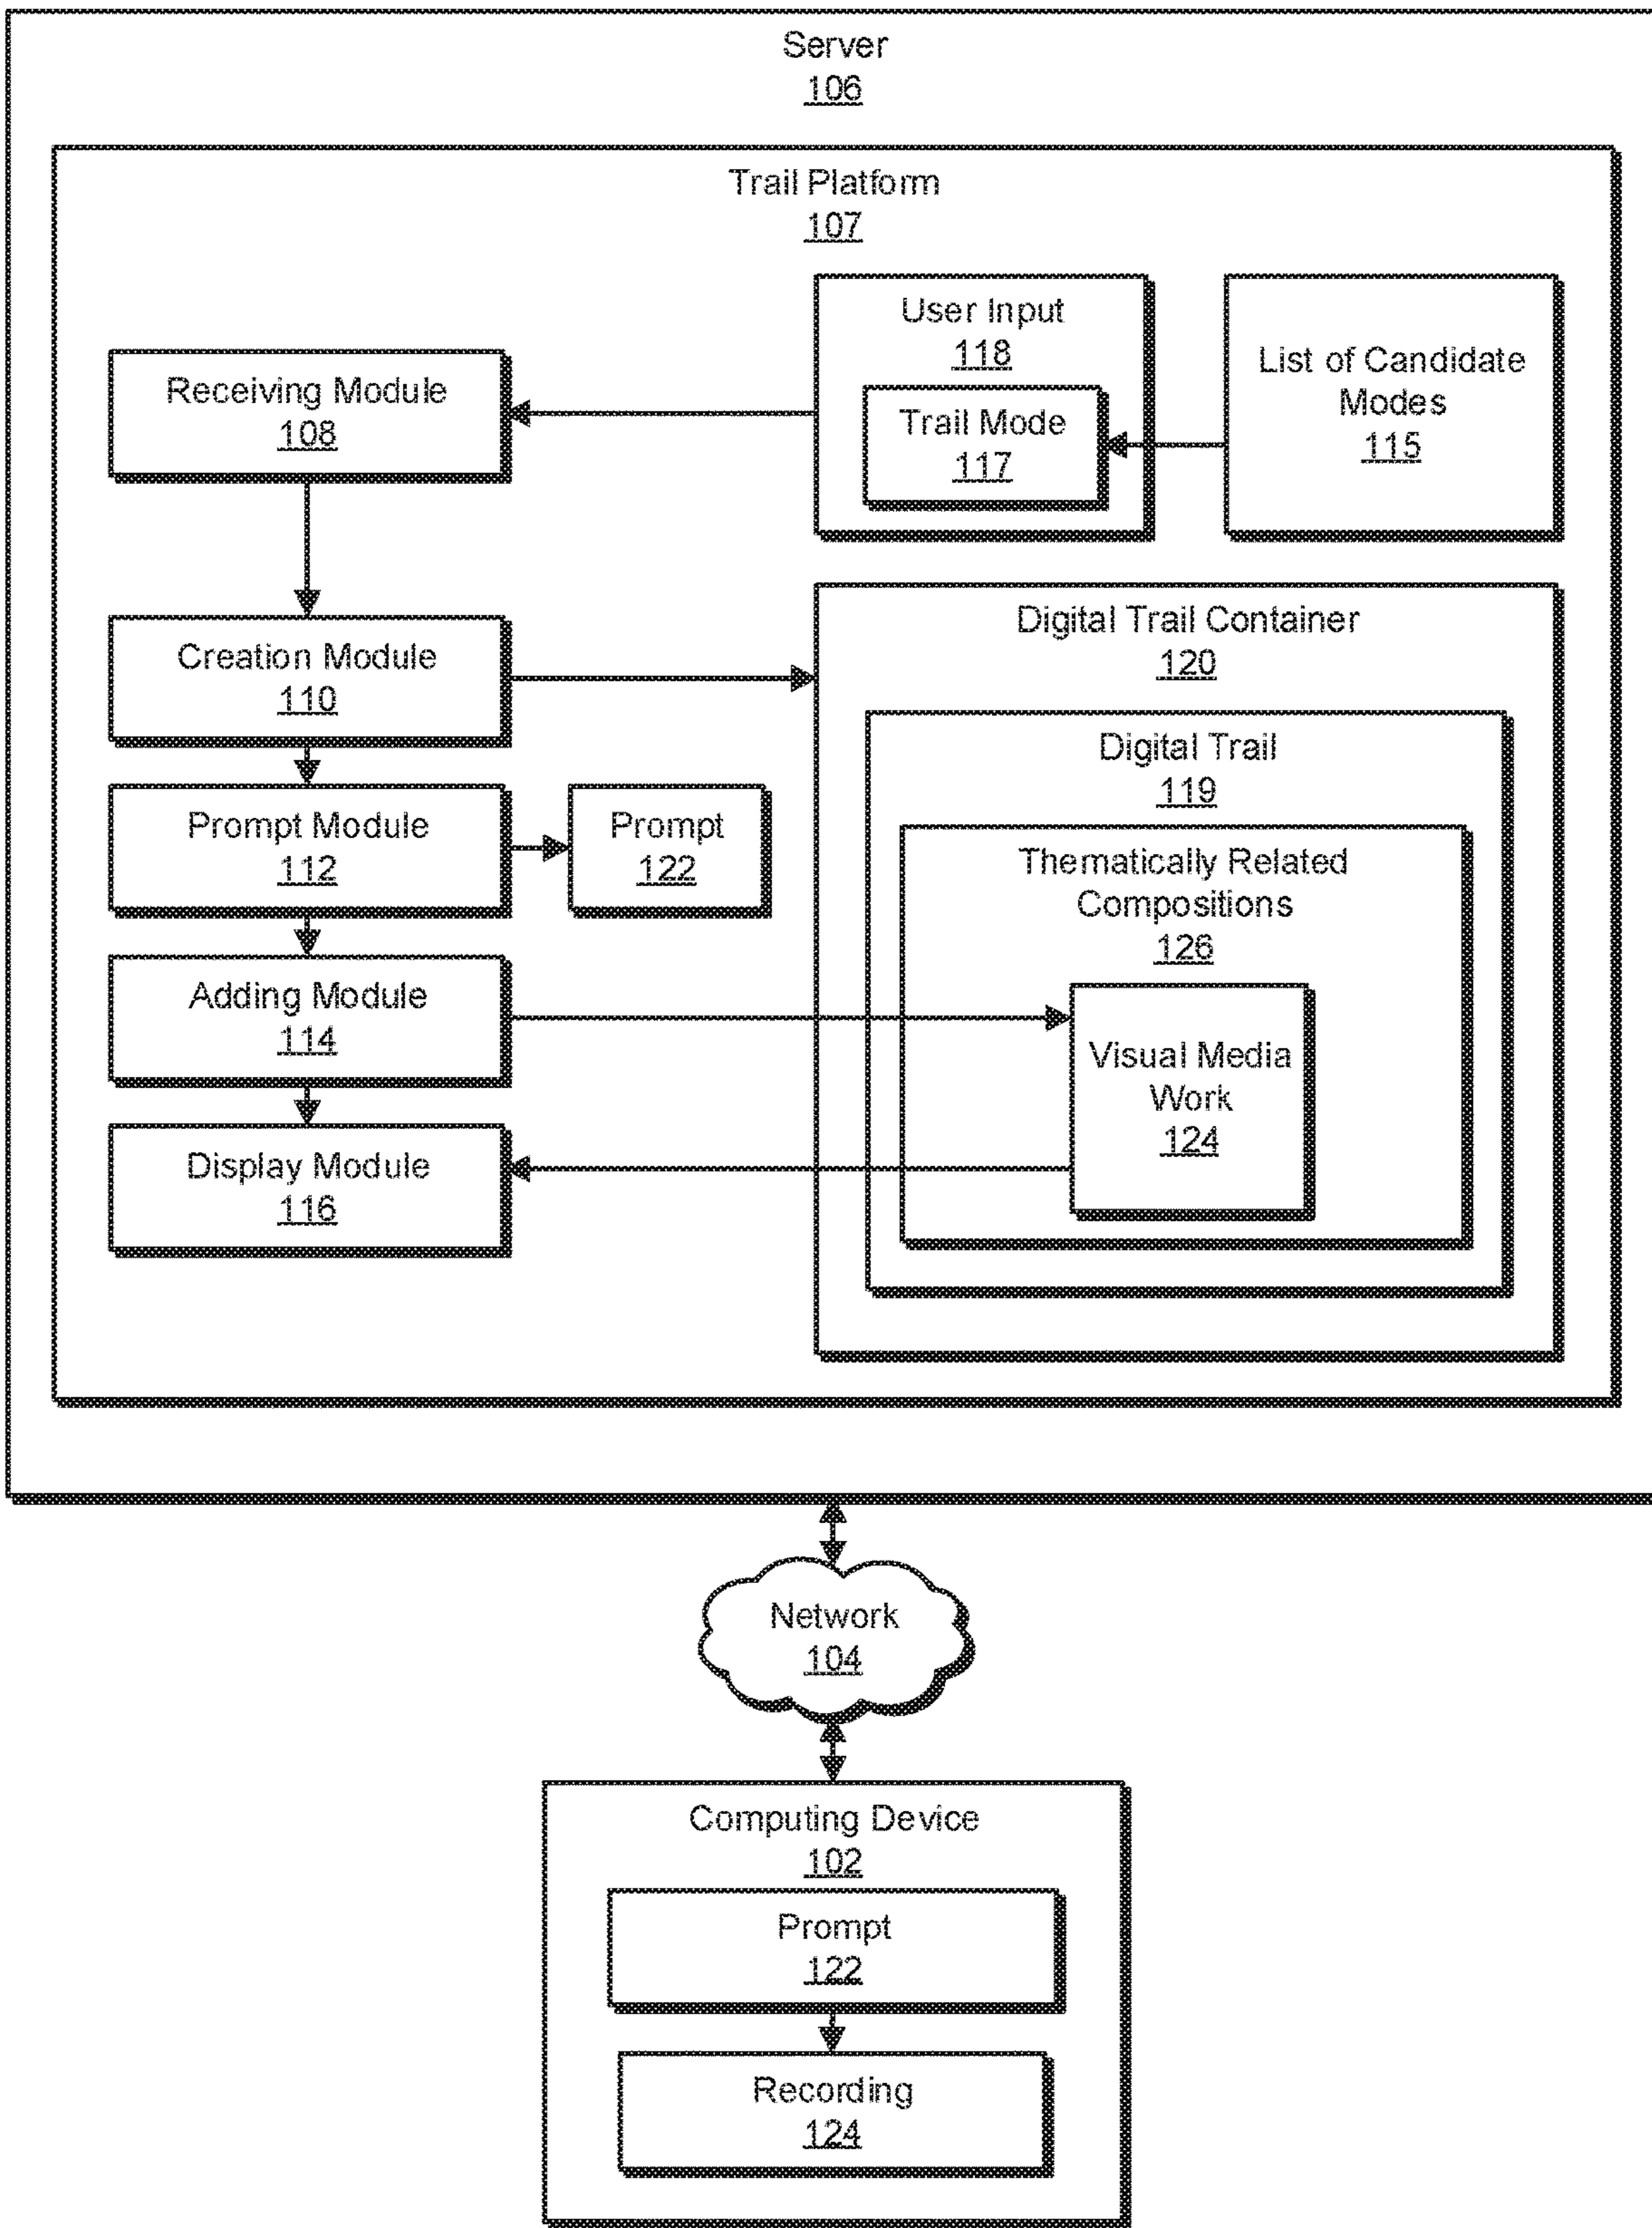 Server
106
Trail Platform
107
User Input
118
Trail Mode
117
List of Candidate
Modes
115
Receiving Module
108
Creation Module
110
Digital Trail Container
120
Digital Trail
119
Prompt Module
112
Prompt
122
Thematically Related
Compositions
126
Adding Module
114
Visual Media
Work
124
Display Module
116
Network
104
Computing Device
102
Prompt
122
Recording
124